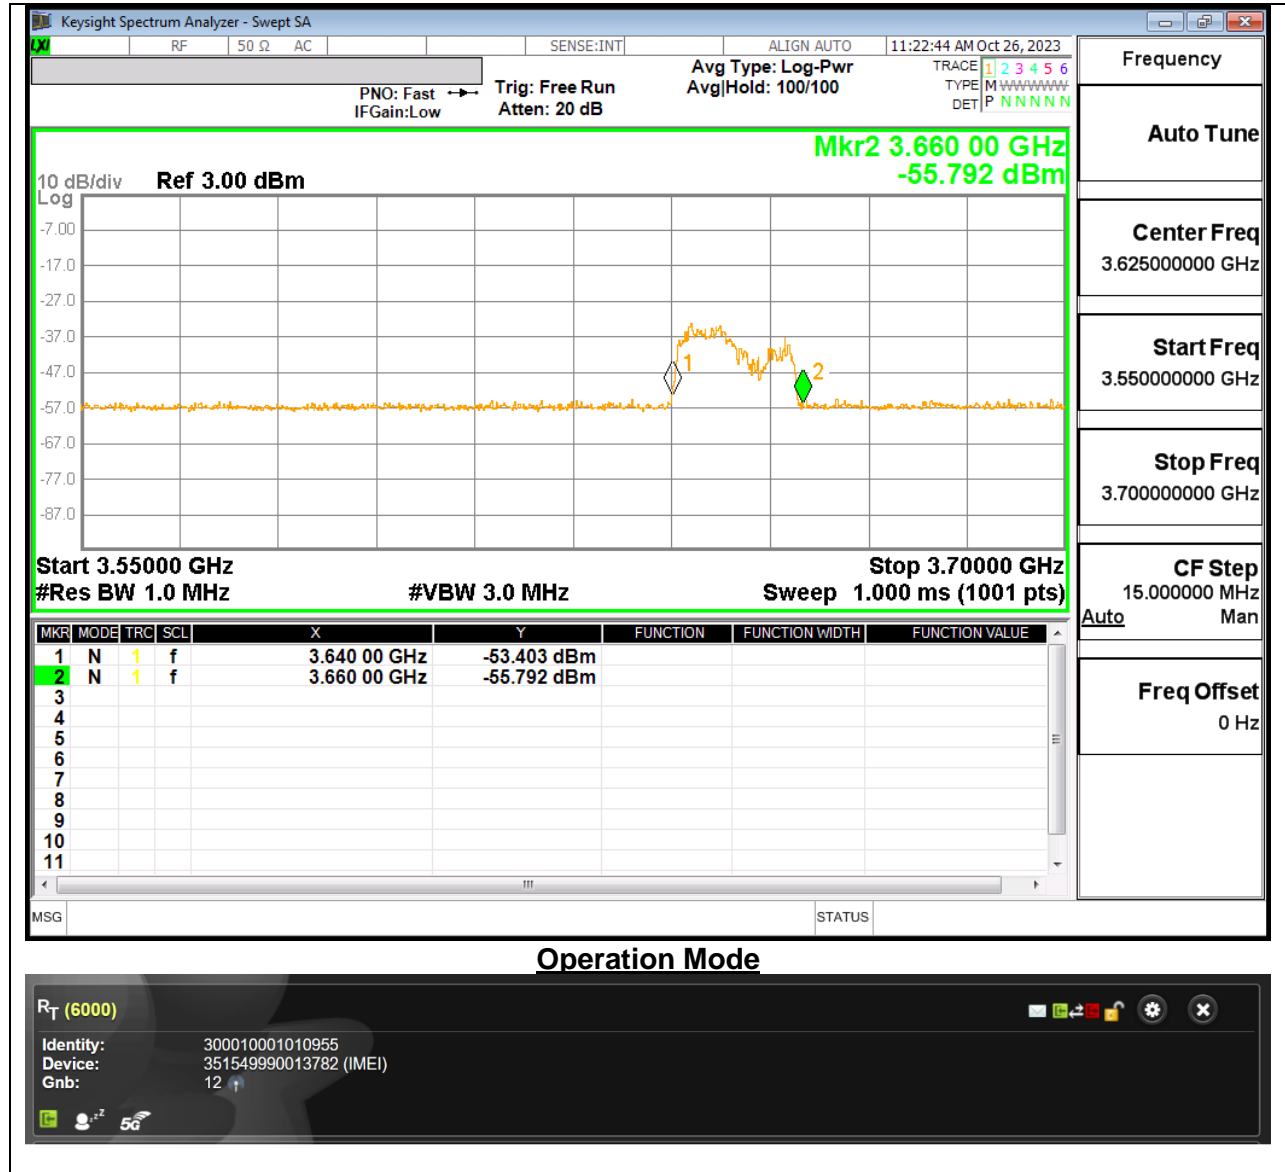 Keysight Spectrum Analyzer - Swept SA
LXI RF 50 Ω AC SENSE:INT ALIGN AUTO 11:22:44 AM Oct 26, 2023
PNO: Fast Trig: Free Run Avg Type: Log-Pwr TRACE 1 2 3 4 5 6
IFGain:Low Atten: 20 dB Avg|Hold: 100/100 TYPE M WWWWW
DET P N N N N N
Mkr2 3.660 00 GHz
-55.792 dBm
10 dB/div Ref 3.00 dBm
Log
-7.00
-17.0
-27.0
-37.0
-47.0
-57.0
-67.0
-77.0
-87.0
1
2
Start 3.55000 GHz Stop 3.70000 GHz
#Res BW 1.0 MHz #VBW 3.0 MHz Sweep 1.000 ms (1001 pts)
MKR MODE TRC SCL X Y FUNCTION FUNCTION WIDTH FUNCTION VALUE
1 N 1 f 3.640 00 GHz -53.403 dBm
2 N 1 f 3.660 00 GHz -55.792 dBm
3
4
5
6
7
8
9
10
11
MSG STATUS
Frequency
Auto Tune
Center Freq
3.625000000 GHz
Start Freq
3.550000000 GHz
Stop Freq
3.700000000 GHz
CF Step
15.000000 MHz
Auto Man
Freq Offset
0 Hz
Operation Mode
RT (6000)
Identity: 300010001010955
Device: 351549990013782 (IMEI)
Gnb: 12
zzZ 5G